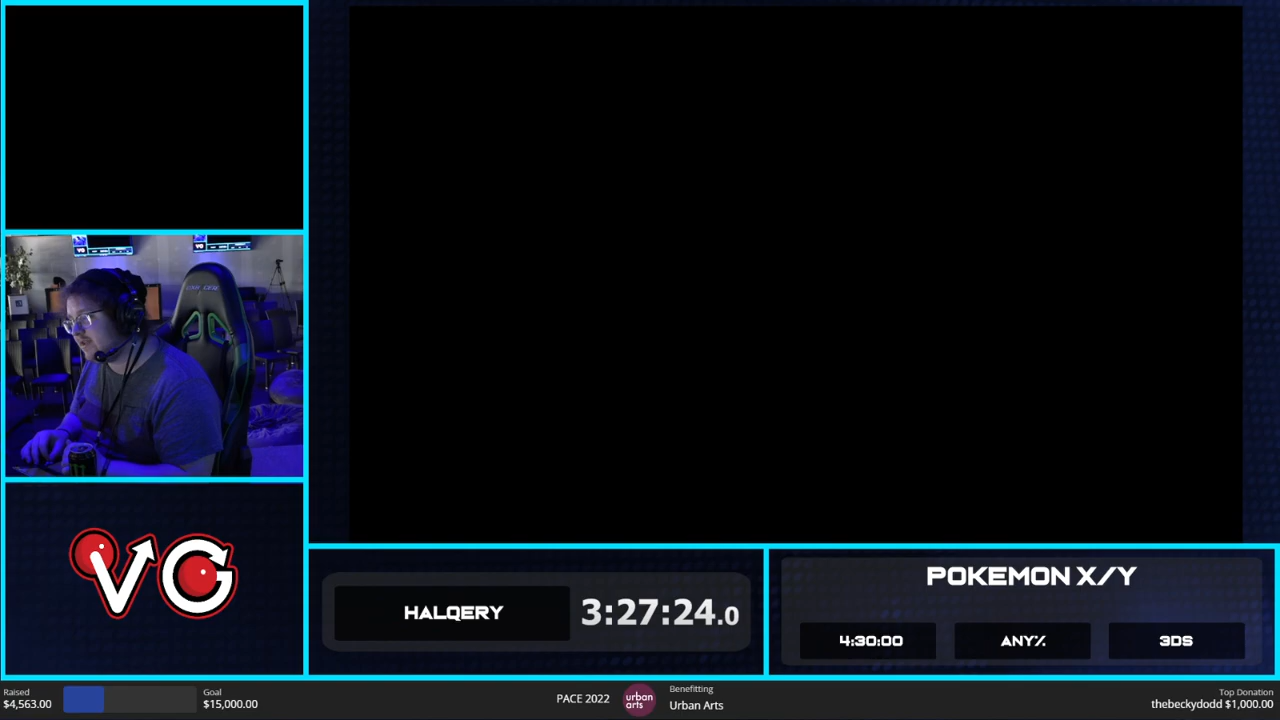 VG
HALQERY
3:27:24.0
POKEMON X/Y
4:30:00
ANY%
3DS
Raised
$4,563.00
Goal
$15,000.00
PACE 2022
urban
arts
Benefitting
Urban Arts
Top Donation
thebeckydodd $1,000.00